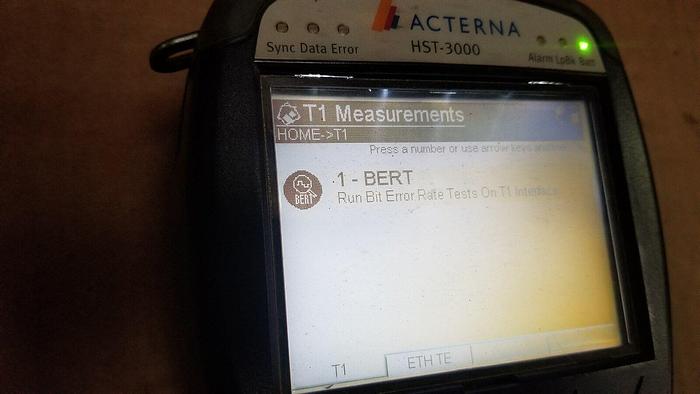 ACTERNA
HST-3000
Sync Data Error
Alarm LpBk Batt
T1 Measurements
HOME->T1
Press a number or use arrow keys and
BERT
1 - BERT
Run Bit Error Rate Tests On T1 Interface
T1
ETH TE